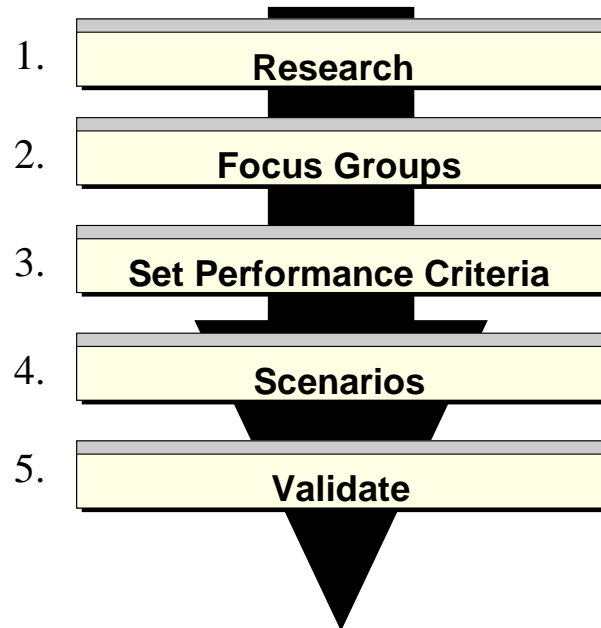 1. Research
2. Focus Groups
3. Set Performance Criteria
4. Scenarios
5. Validate